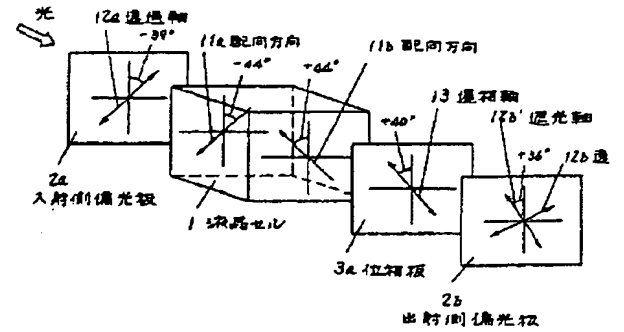 光
12a 透過軸
-39°
11a 配向方向
-44°
+44°
11b 配向方向
+40°
13 遅相軸
12b' 遮光軸
+36°
12b 透
2a
入射側偏光板
1 液晶セル
3a 位相板
2b
出射側偏光板